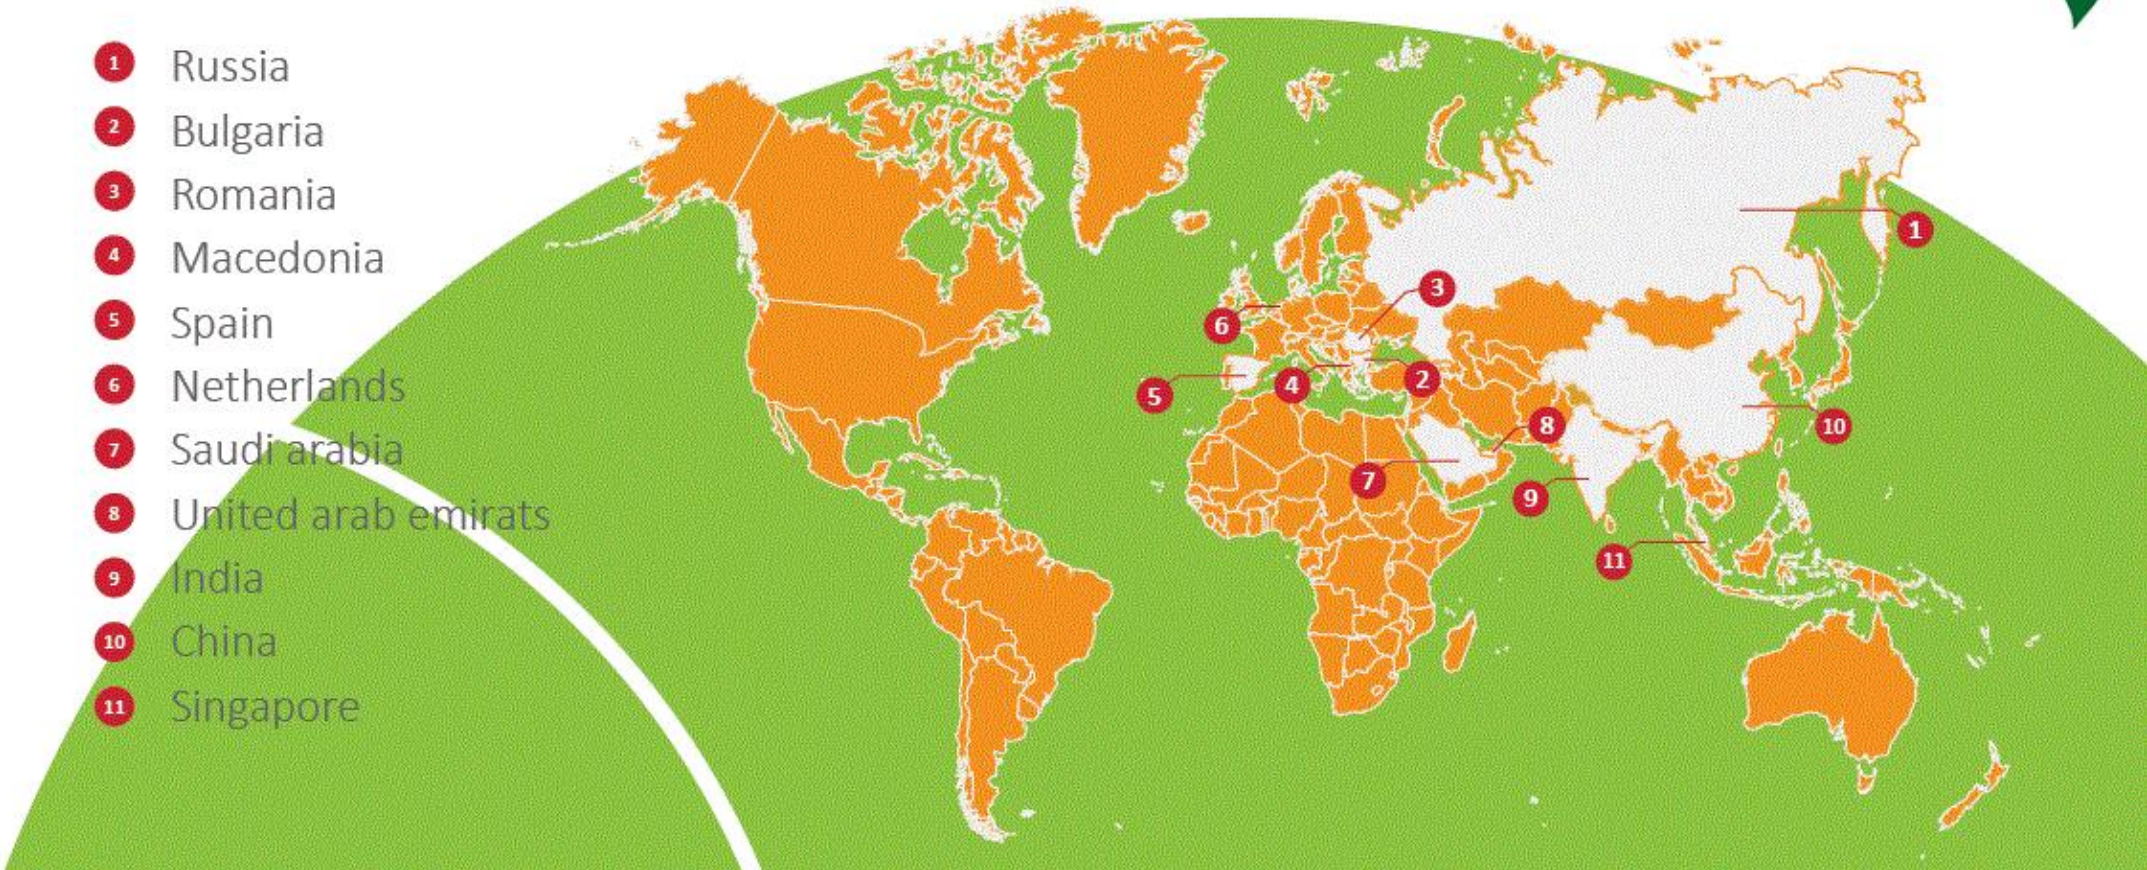 1 Russia
2 Bulgaria
3 Romania
4 Macedonia
5 Spain
6 Netherlands
7 Saudi arabia
8 United arab emirats
9 India
10 China
11 Singapore
1
3
6
2
4
5
8
10
7
9
11